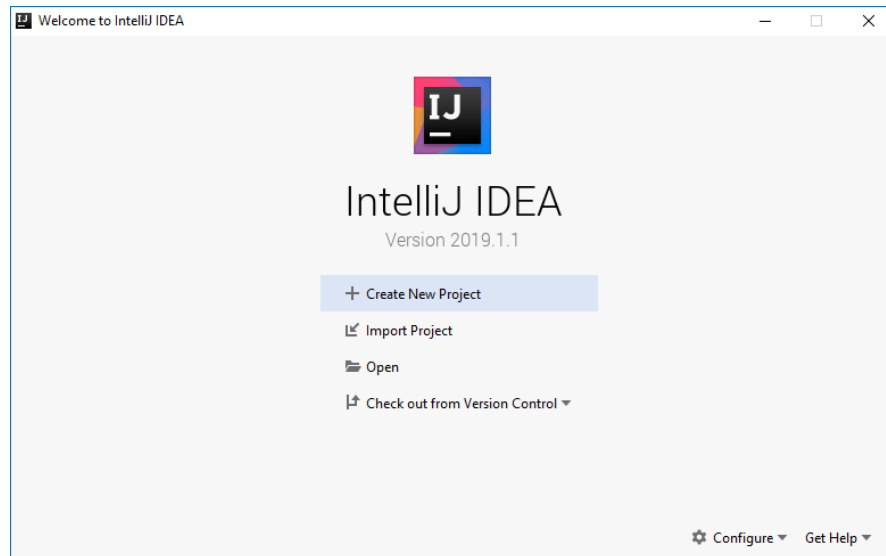 Welcome to IntelliJ IDEA
IJ
IntelliJ IDEA
Version 2019.1.1
Create New Project
Import Project
Open
Check out from Version Control
Configure
Get Help